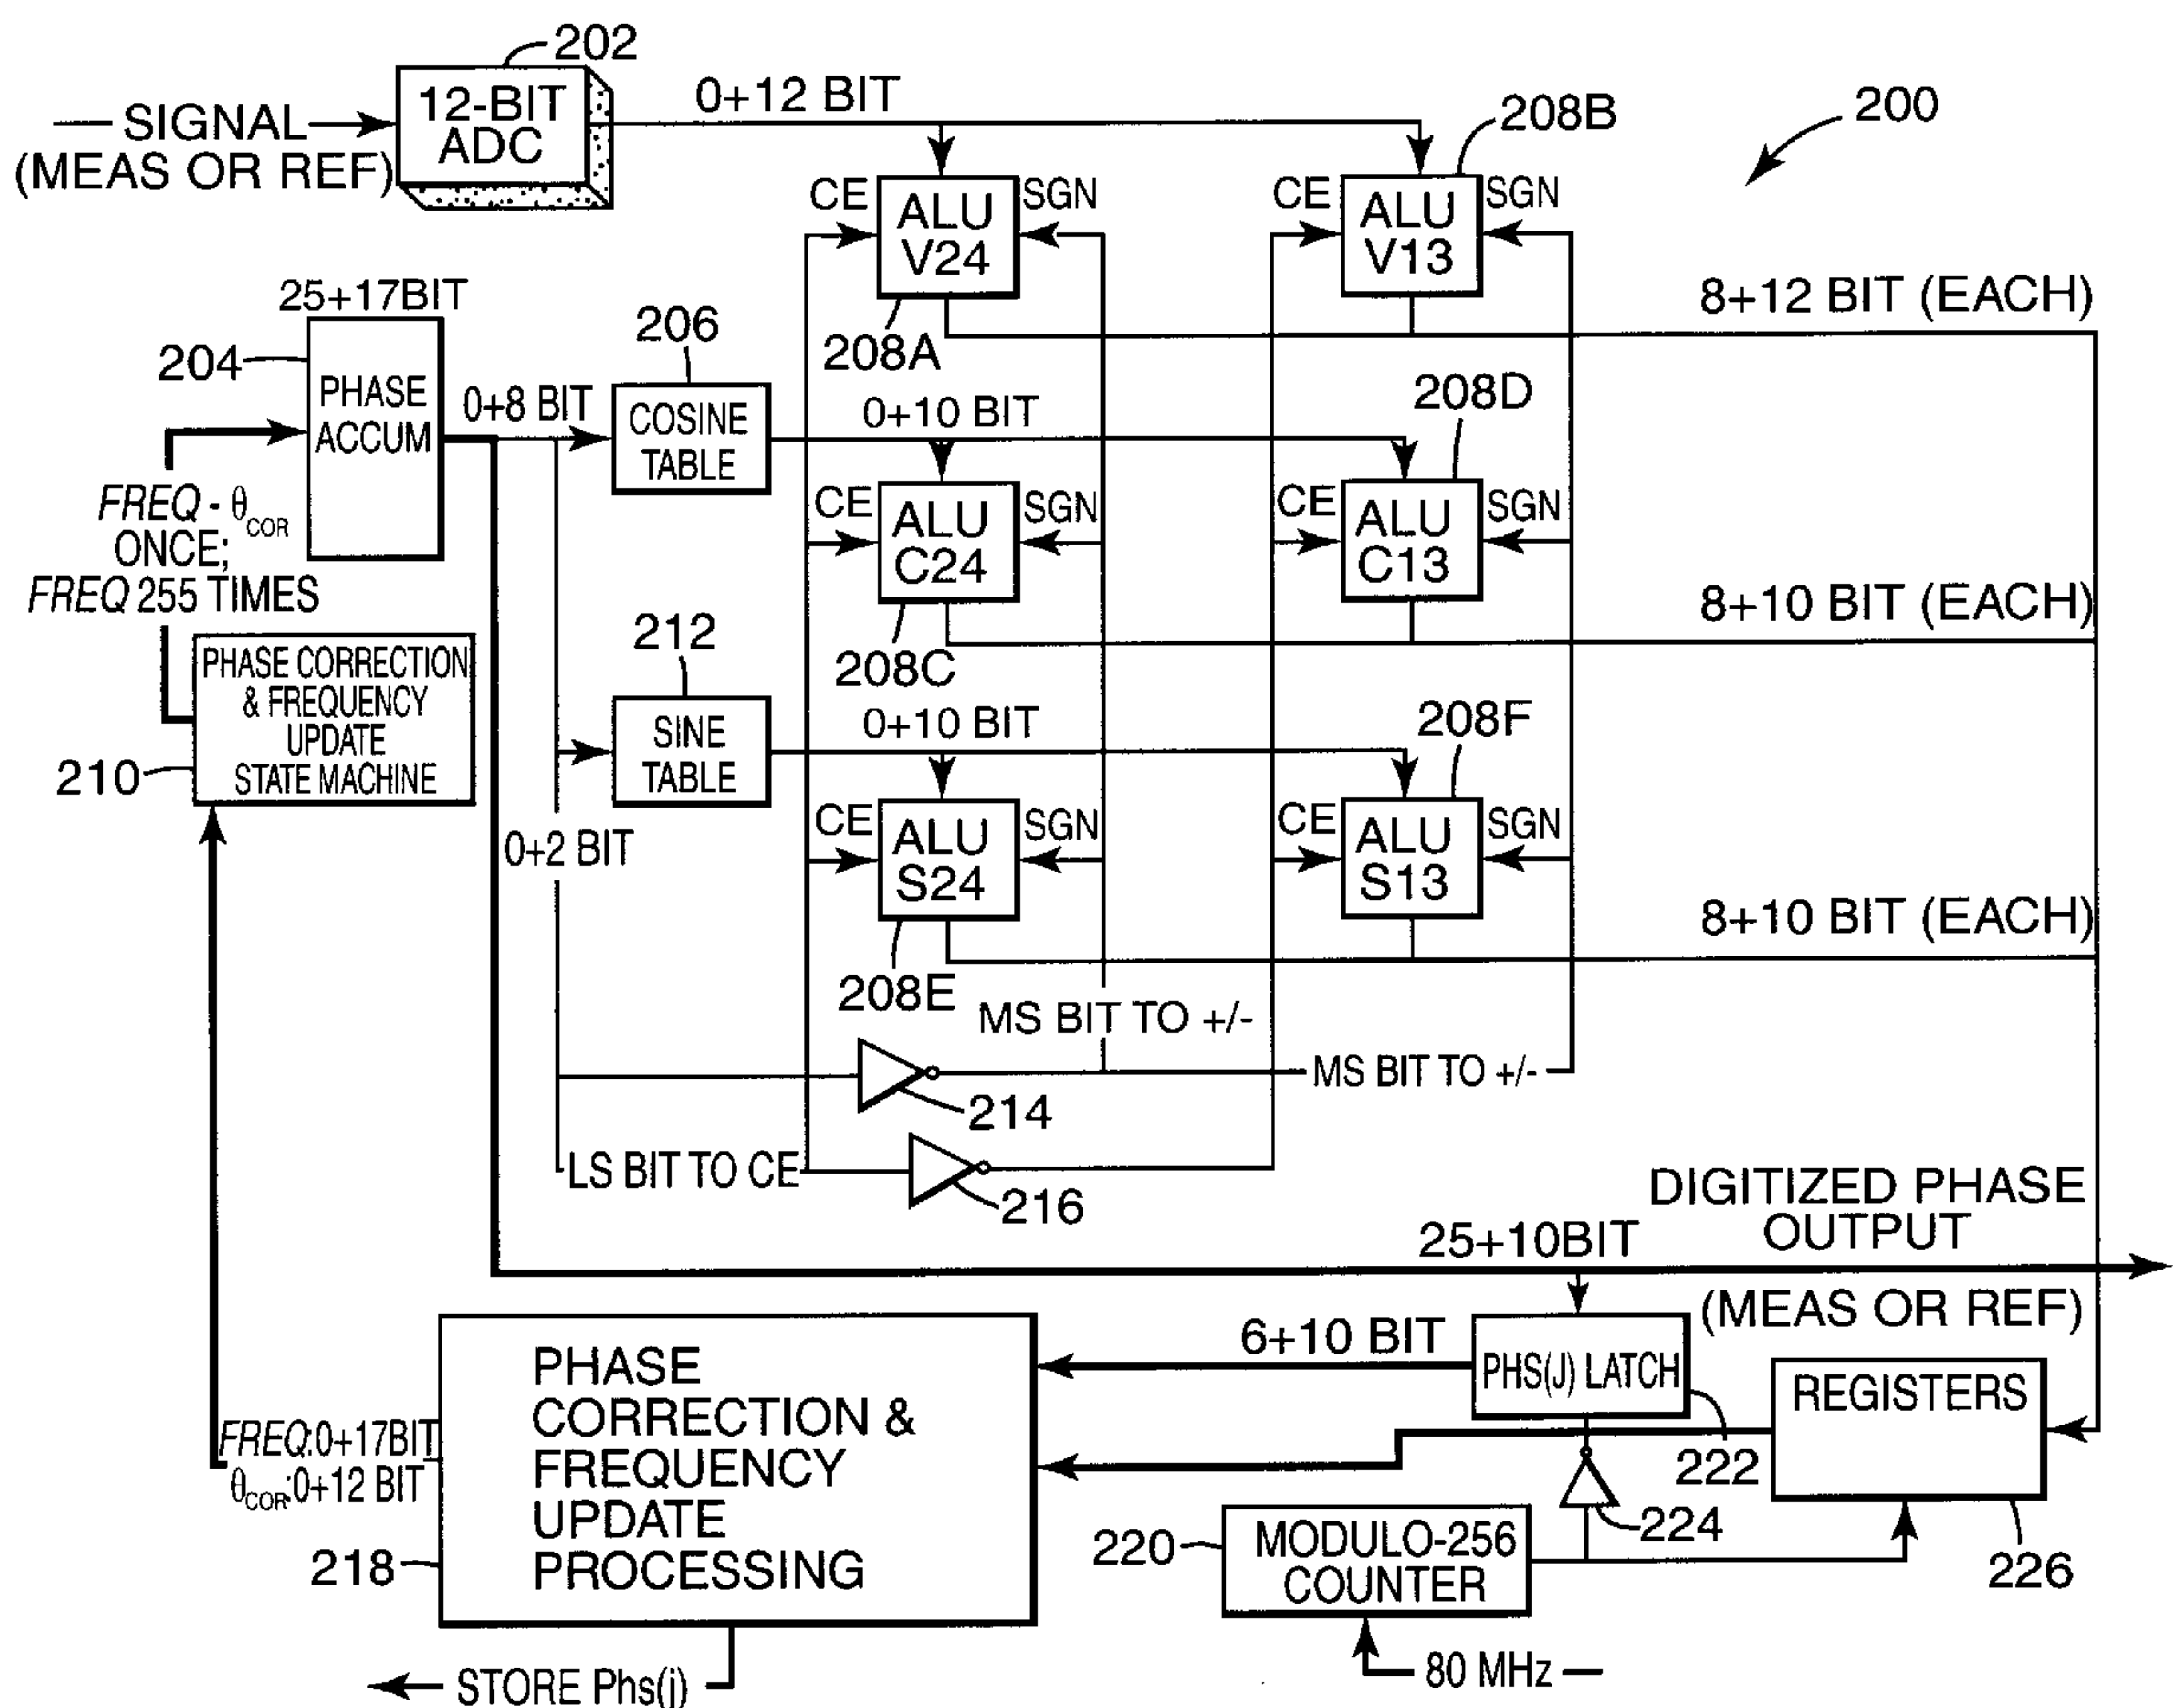 202
12-BIT
ADC
0+12 BIT
SIGNAL
(MEAS OR REF)
208B
200
CE
ALU
V24
SGN
CE
ALU
V13
SGN
25+17BIT
8+12 BIT (EACH)
206
208A
204
PHASE
ACCUM
0+8 BIT
COSINE
TABLE
0+10 BIT
208D
FREQ - θCOR
ONCE;
FREQ 255 TIMES
CE
ALU
C24
SGN
CE
ALU
C13
SGN
8+10 BIT (EACH)
212
208C
PHASE CORRECTION
& FREQUENCY
UPDATE
STATE MACHINE
210
SINE
TABLE
0+10 BIT
208F
0+2 BIT
CE
ALU
S24
SGN
CE
ALU
S13
SGN
8+10 BIT (EACH)
208E
MS BIT TO +/-
MS BIT TO +/-
214
LS BIT TO CE
216
DIGITIZED PHASE
OUTPUT
25+10BIT
(MEAS OR REF)
6+10 BIT
PHS(J) LATCH
REGISTERS
PHASE
CORRECTION &
FREQUENCY
UPDATE
PROCESSING
FREQ:0+17BIT
θCOR:0+12 BIT
222
224
218
220
MODULO-256
COUNTER
226
STORE Phs(j)
80 MHz